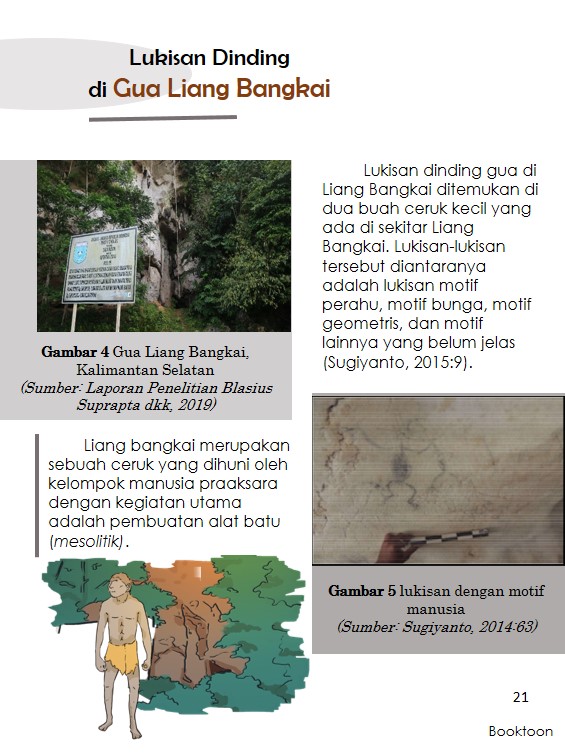 Lukisan Dinding
di Gua Liang Bangkai
Gambar 4 Gua Liang Bangkai,
Kalimantan Selatan
(Sumber: Laporan Penelitian Blasius
Suprapta dkk, 2019)
Liang bangkai merupakan
sebuah ceruk yang dihuni oleh
kelompok manusia praaksara
dengan kegiatan utama
adalah pembuatan alat batu
(mesolitik).
Lukisan dinding gua di
Liang Bangkai ditemukan di
dua buah ceruk kecil yang
ada di sekitar Liang
Bangkai. Lukisan-lukisan
tersebut diantaranya
adalah lukisan motif
perahu, motif bunga, motif
geometris, dan motif
lainnya yang belum jelas
(Sugiyanto, 2015:9).
Gambar 5 lukisan dengan motif
manusia
(Sumber: Sugiyanto, 2014:63)
21
Booktoon